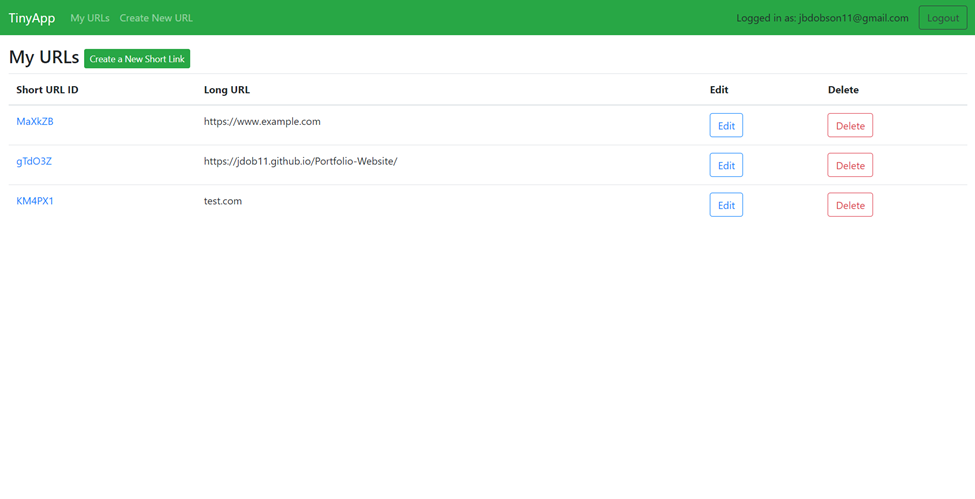 TinyApp My URLs Create New URL Logged in as: jbdobson11@gmail.com Logout
My URLs Create a New Short Link
Short URL ID Long URL Edit Delete
MaXkZB https://www.example.com Edit Delete
gTdO3Z https://jdob11.github.io/Portfolio-Website/ Edit Delete
KM4PX1 test.com Edit Delete